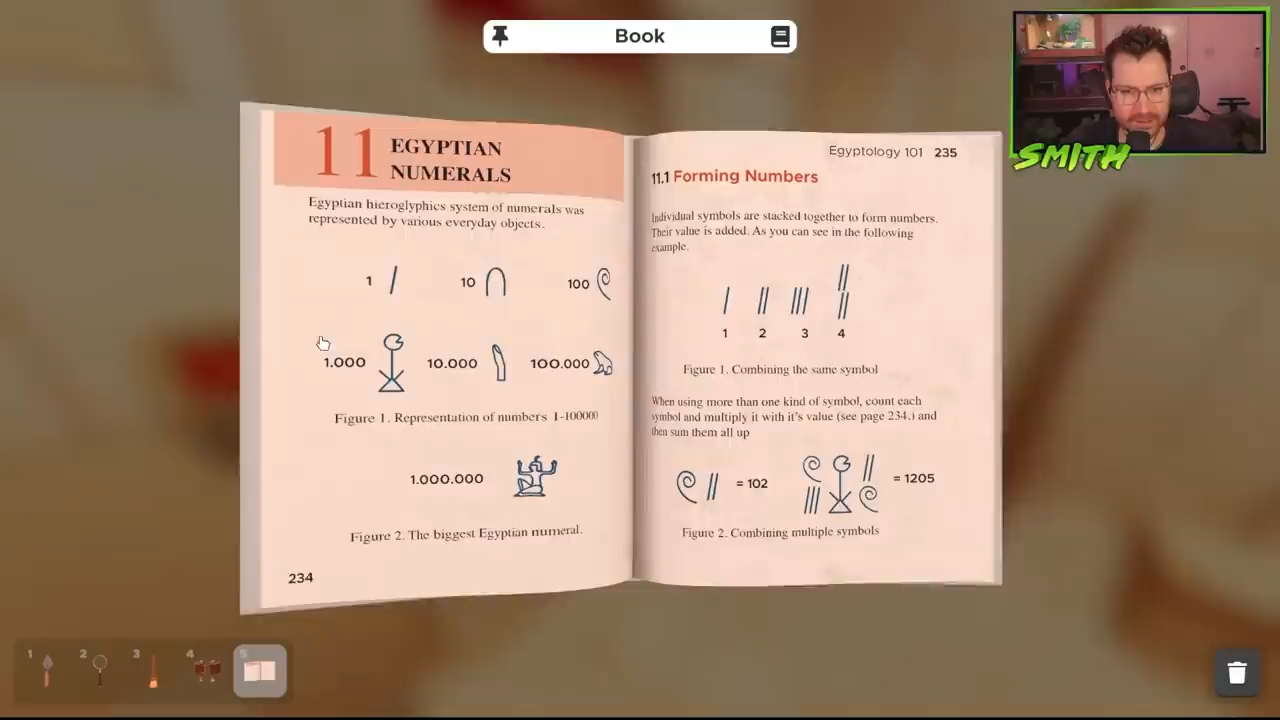 Book
SMITH
11
EGYPTIAN
NUMERALS
Egyptian hieroglyphics system of numerals was
represented by various everyday objects.
1 10 100
1.000 10.000 100.000
Figure 1. Representation of numbers 1-100000
1.000.000
Figure 2. The biggest Egyptian numeral.
234
Egyptology 101 235
11.1 Forming Numbers
Individual symbols are stacked together to form numbers.
Their value is added. As you can see in the following
example.
1 2 3 4
Figure 1. Combining the same symbol
When using more than one kind of symbol, count each
symbol and multiply it with it's value (see page 234.) and
then sum them all up
= 102 = 1205
Figure 2. Combining multiple symbols
1 2 3 4 5